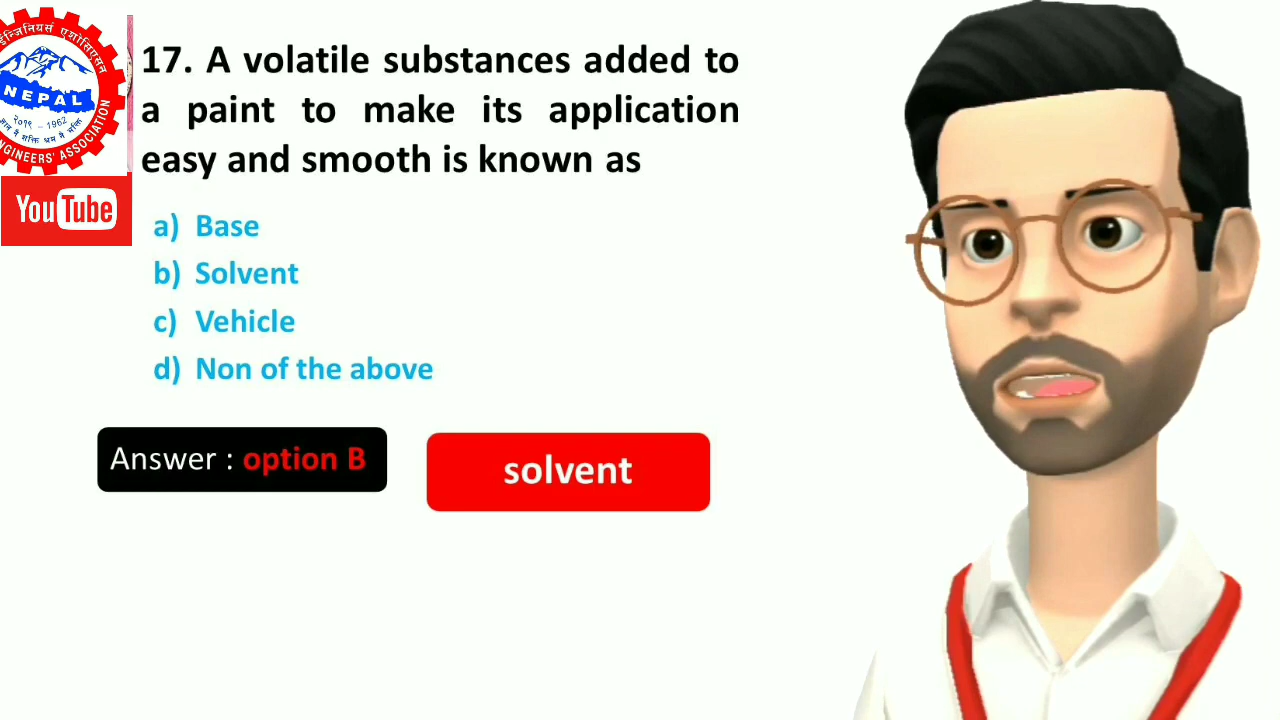 NEPAL
२०१९ - 1962
ENGINEERS' ASSOCIATION
YouTube
17. A volatile substances added to
a paint to make its application
easy and smooth is known as
a) Base
b) Solvent
c) Vehicle
d) Non of the above
Answer : option B
solvent